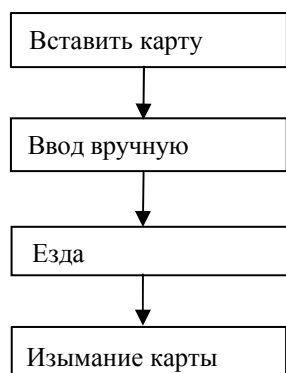 Вставить карту
Ввод вручную
Езда
Изымание карты